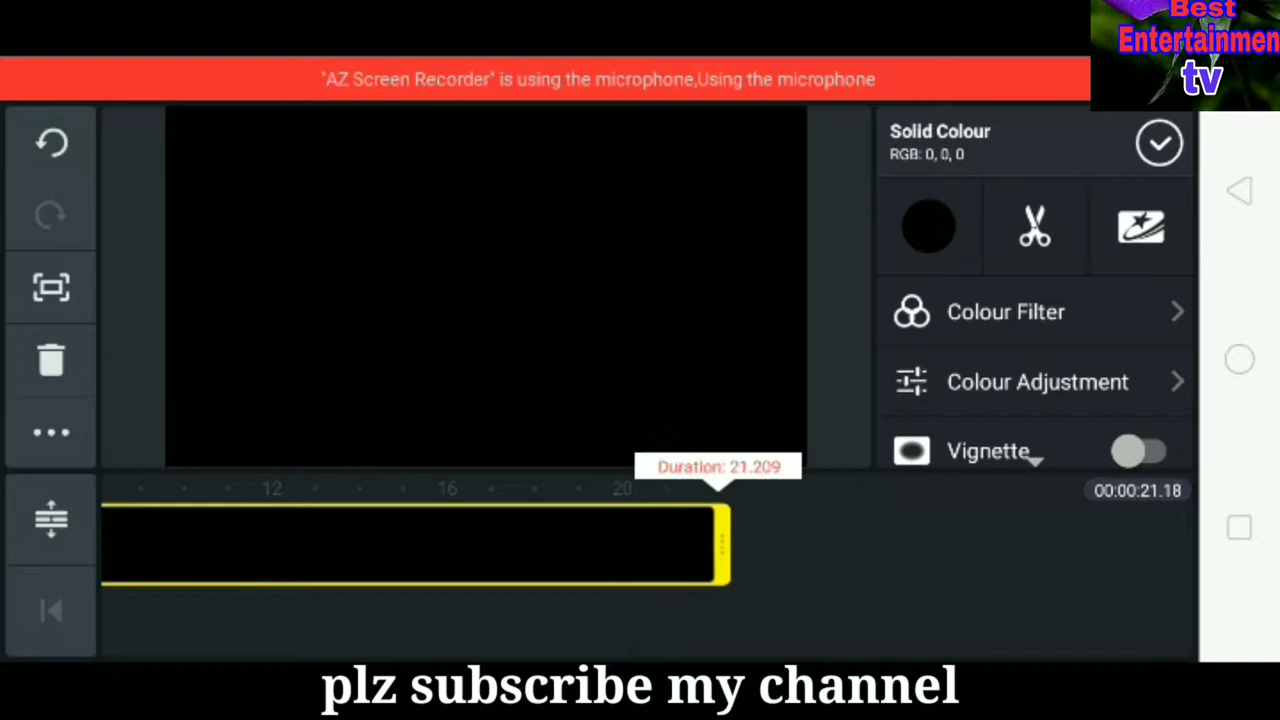 Best
Entertainmen
tv
"AZ Screen Recorder" is using the microphone,Using the microphone
Solid Colour
RGB: 0, 0, 0
Colour Filter
Colour Adjustment
Vignette
Duration: 21.209
12 16 20
00:00:21.18
plz subscribe my channel